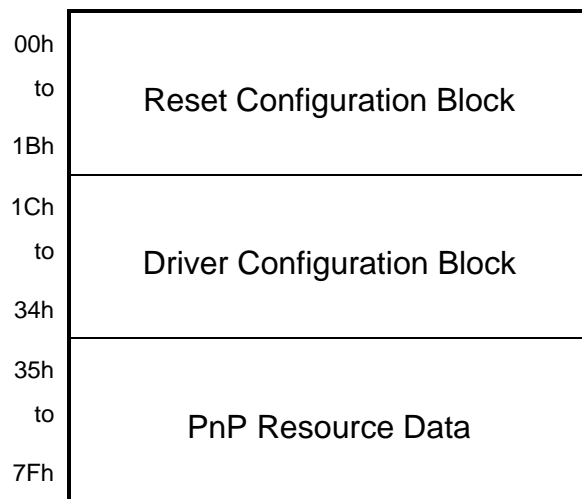 00h
to
1Bh
Reset Configuration Block
1Ch
to
34h
Driver Configuration Block
35h
to
7Fh
PnP Resource Data